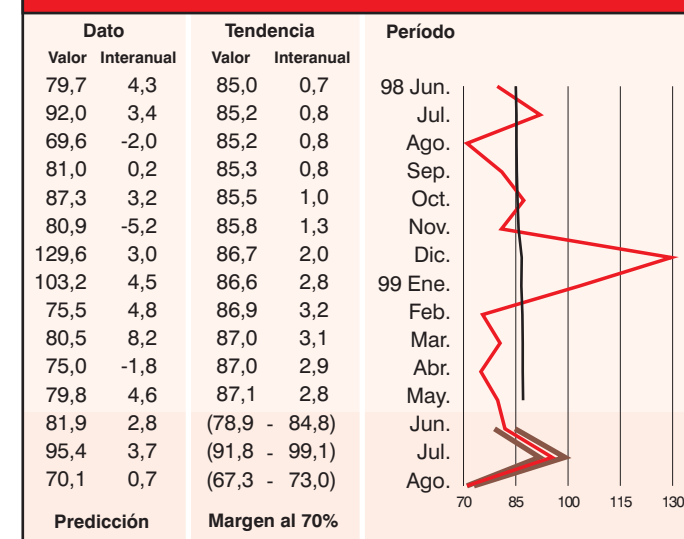 Dato Tendencia Período
Valor Interanual Valor Interanual
79,7 4,3 85,0 0,7 98 Jun.
92,0 3,4 85,2 0,8 Jul.
69,6 -2,0 85,2 0,8 Ago.
81,0 0,2 85,3 0,8 Sep.
87,3 3,2 85,5 1,0 Oct.
80,9 -5,2 85,8 1,3 Nov.
129,6 3,0 86,7 2,0 Dic.
103,2 4,5 86,6 2,8 99 Ene.
75,5 4,8 86,9 3,2 Feb.
80,5 8,2 87,0 3,1 Mar.
75,0 -1,8 87,0 2,9 Abr.
79,8 4,6 87,1 2,8 May.
81,9 2,8 (78,9 - 84,8) Jun.
95,4 3,7 (91,8 - 99,1) Jul.
70,1 0,7 (67,3 - 73,0) Ago.
70 85 100 115 130
Predicción Margen al 70%